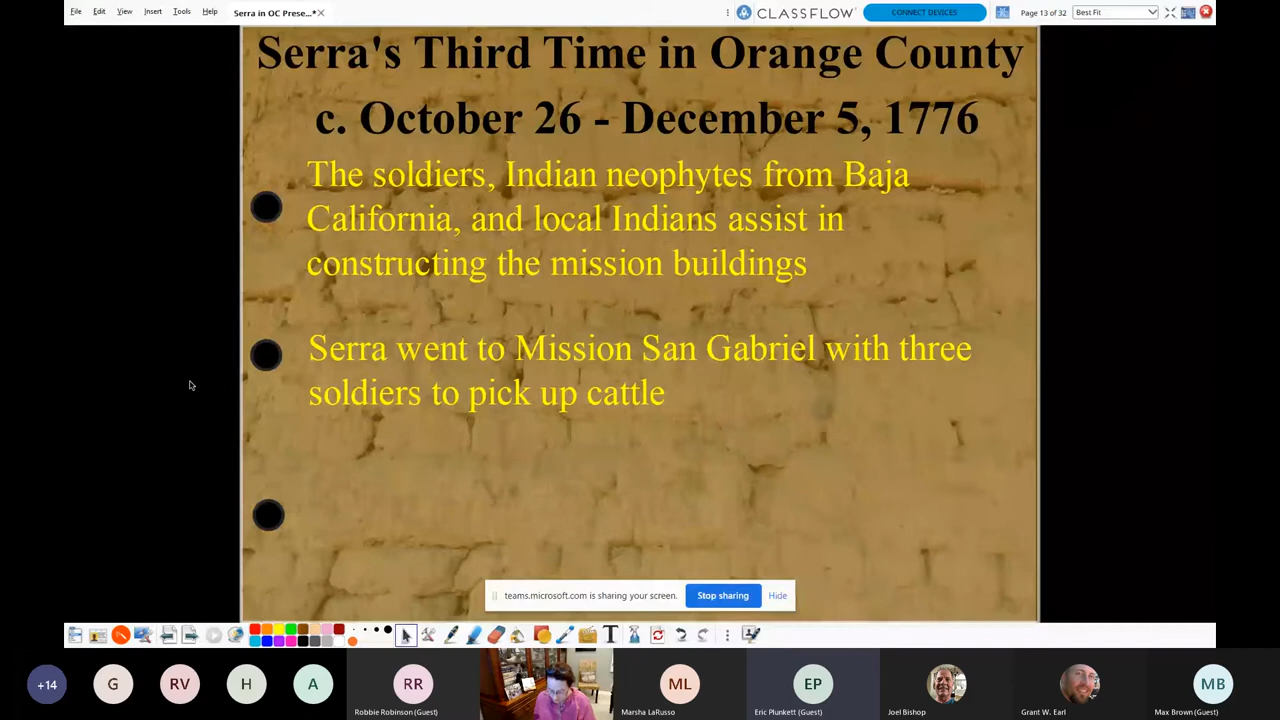 File Edit View Insert Tools Help
Serra in OC Prese...*
CLASSFLOW
CONNECT DEVICES
Page 13 of 32
Best Fit
Serra's Third Time in Orange County
c. October 26 - December 5, 1776
The soldiers, Indian neophytes from Baja
California, and local Indians assist in
constructing the mission buildings
Serra went to Mission San Gabriel with three
soldiers to pick up cattle
teams.microsoft.com is sharing your screen.
Stop sharing
Hide
+14
G
RV
H
A
RR
ML
EP
MB
Robbie Robinson (Guest)
Marsha LaRusso
Eric Plunkett (Guest)
Joel Bishop
Grant W. Earl
Max Brown (Guest)